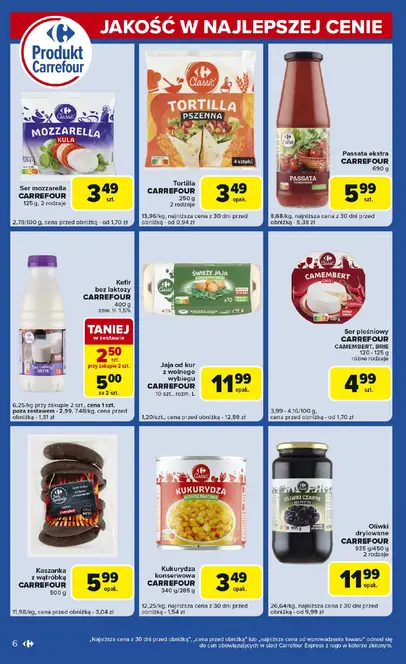 JAKOŚĆ W NAJLEPSZEJ CENIE
Produkt
Carrefour
Classic
MOZZARELLA
KULA
Ser mozzarella
CARREFOUR
125 g, 2 rodzaje
3 49
szt.
2,79/100 g, cena przed obniżką - od 1,70 zł
Classic
TORTILLA
PSZENNA
4 sztuki
Tortilla
CARREFOUR
250 g
2 rodzaje
3 49
opak.
13,96/kg, najniższa cena z 30 dni przed
obniżką - od 0,94 zł
PASSATA
Passata ekstra
CARREFOUR
690 g
5 99
szt.
8,68/kg, najniższa cena z 30 dni przed
obniżką - 5,38 zł
Kefir
bez laktozy
CARREFOUR
400 g
zaw. tł. 1,5%
TANIEJ
w zestawie
2 50
szt.
przy zakupie 2 szt.
5 00
za 2 szt.
6,25/kg przy zakupie 2 szt., cena 1 szt.
poza zestawem - 2,99, 7,48/kg, cena przed
obniżką - 1,51 zł
ŚWIEŻE JAJA
x10
Jaja od kur
z wolnego
wybiegu
CARREFOUR
10 szt., rozm. L
11 99
opak.
1,20/szt., cena przed obniżką - 12,59 zł
Classic
CAMEMBERT
CHILLI
Ser pleśniowy
CARREFOUR
CAMEMBERT, BRIE
120 - 125 g
różne rodzaje
4 99
szt.
3,99 - 4,16/100 g,
cena przed obniżką - od 1,70 zł
Kaszanka
z wątróbką
CARREFOUR
500 g
5 99
opak.
11,98/kg, cena przed obniżką - 3,04 zł
Classic
KUKURYDZA
Kukurydza
konserwowa
CARREFOUR
340 g/285 g
3 49
opak.
12,25/kg, najniższa cena z 30 dni przed
obniżką - 1,54 zł
OLIWKI CZARNE
Oliwki
drylowane
CARREFOUR
935 g/450 g
2 rodzaje
11 99
opak.
26,64/kg, najniższa cena z 30 dni przed
obniżką - od 9,99 zł
6
„Najniższa cena z 30 dni przed obniżką”, „cena przed obniżką” lub „najniższa cena od wprowadzenia towaru” odnosi się
do cen obowiązujących w sieci Carrefour Express z logo w kolorze zielonym.